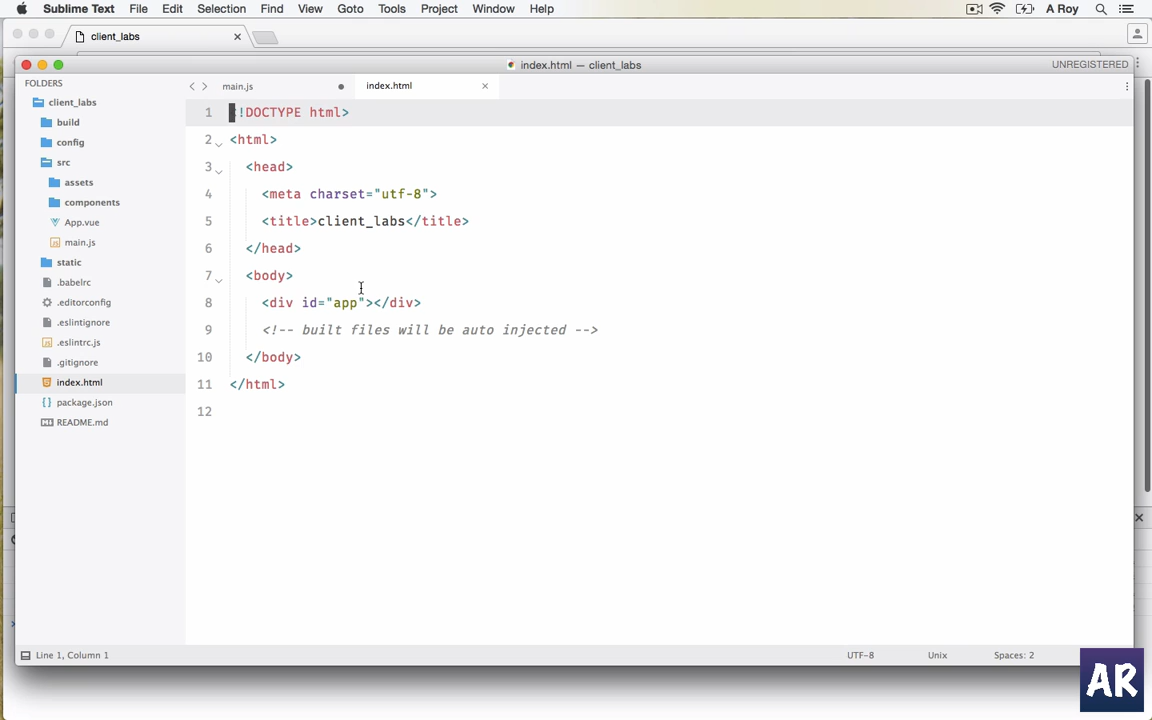 Sublime Text File Edit Selection Find View Goto Tools Project Window Help A Roy
client_labs
index.html — client_labs UNREGISTERED
FOLDERS
client_labs
build
config
src
assets
components
App.vue
main.js
static
.babelrc
.editorconfig
.eslintignore
.eslintrc.js
.gitignore
index.html
package.json
README.md
main.js index.html
1 <!DOCTYPE html>
2 <html>
3 <head>
4 <meta charset="utf-8">
5 <title>client_labs</title>
6 </head>
7 <body>
8 <div id="app"></div>
9 <!-- built files will be auto injected -->
10 </body>
11 </html>
12
Line 1, Column 1 UTF-8 Unix Spaces: 2
AR